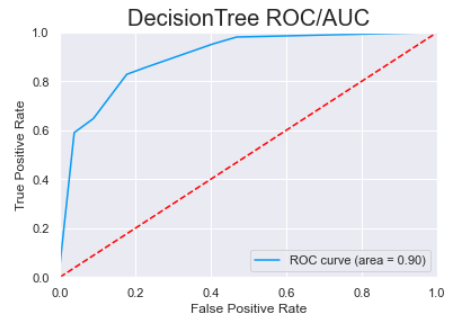 DecisionTree ROC/AUC
1.0
0.8
0.6
0.4
0.2
0.0
True Positive Rate
ROC curve (area = 0.90)
0.0 0.2 0.4 0.6 0.8 1.0
False Positive Rate